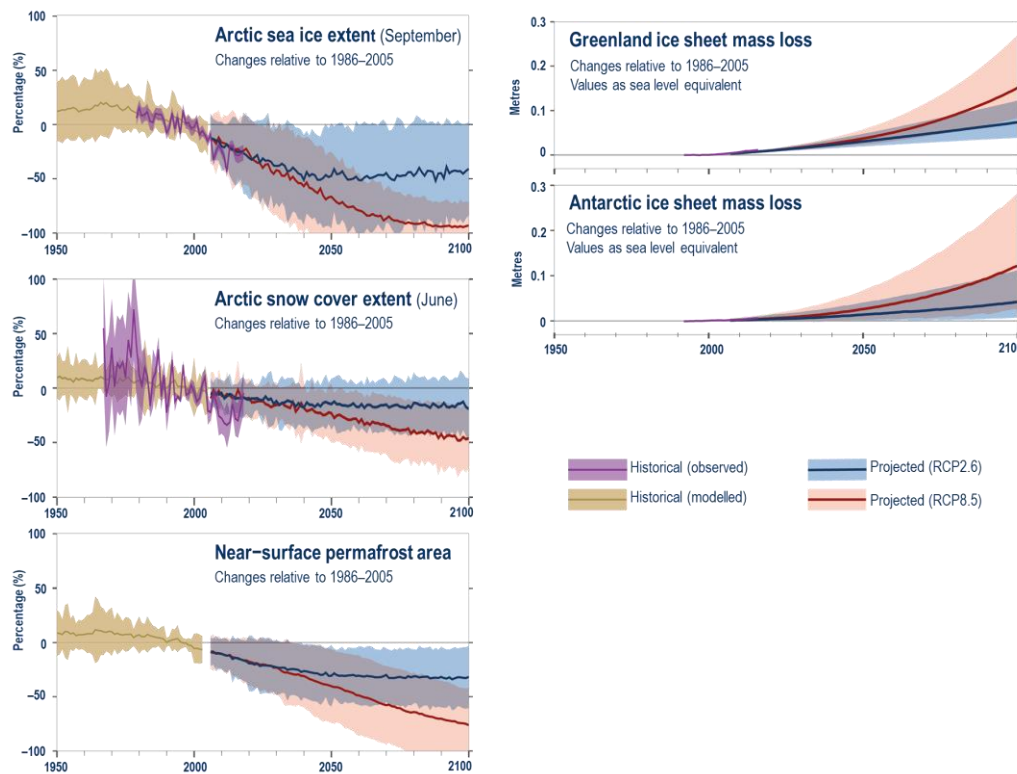 100
Arctic sea ice extent (September)
Changes relative to 1986–2005
50
0
−50
−100
Percentage (%)
1950
2000
2050
2100
100
Arctic snow cover extent (June)
Changes relative to 1986–2005
50
0
−50
−100
Percentage (%)
1950
2000
2050
2100
100
Near−surface permafrost area
Changes relative to 1986–2005
50
0
−50
−100
Percentage (%)
1950
2000
2050
2100
0.3
Greenland ice sheet mass loss
Changes relative to 1986–2005
Values as sea level equivalent
0.2
0.1
0
Metres
0.3
Antarctic ice sheet mass loss
Changes relative to 1986–2005
Values as sea level equivalent
0.2
0.1
0
Metres
1950
2000
2050
2100
Historical (observed)
Projected (RCP2.6)
Historical (modelled)
Projected (RCP8.5)